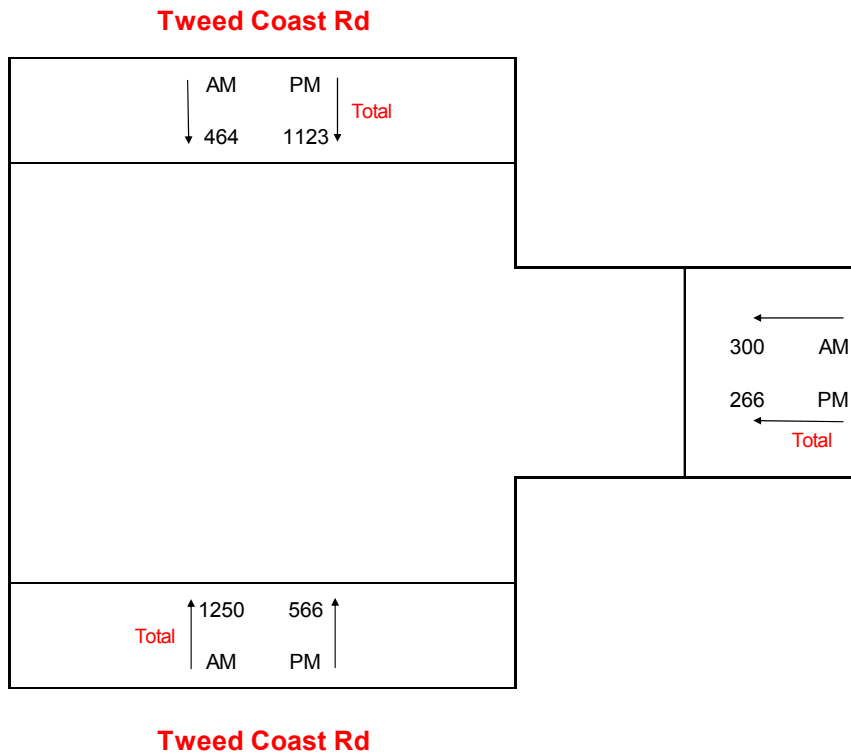 Tweed Coast Rd
AM PM
Total
464 1123
300 AM
266 PM
Total
1250 566
Total
AM PM
Tweed Coast Rd